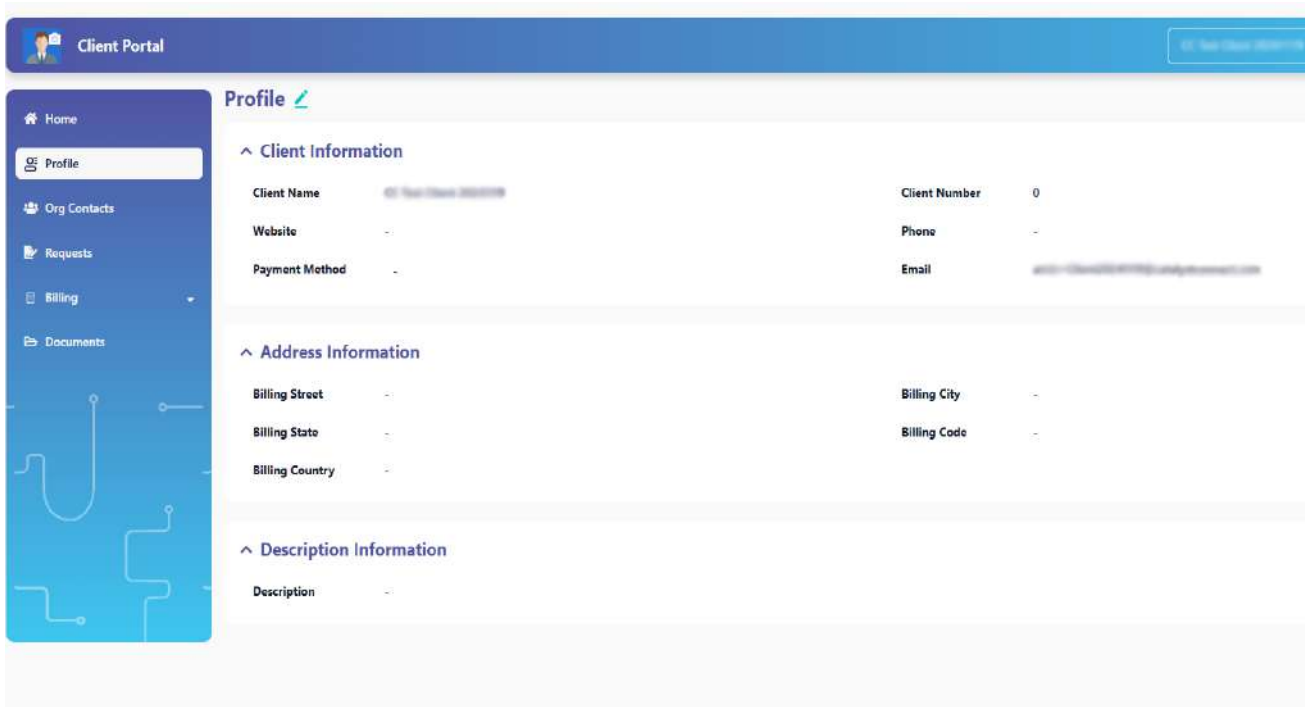 Client Portal
Home
Profile
Org Contacts
Requests
Billing
Documents
Profile
Client Information
Client Name Client Number 0
Website - Phone -
Payment Method - Email
Address Information
Billing Street - Billing City -
Billing State - Billing Code -
Billing Country -
Description Information
Description -